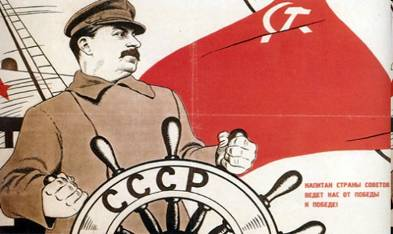 СССР
КАПИТАН СТРАНЫ СОВЕТОВ
ВЕДЕТ НАС ОТ ПОБЕДЫ
К ПОБЕДЕ!